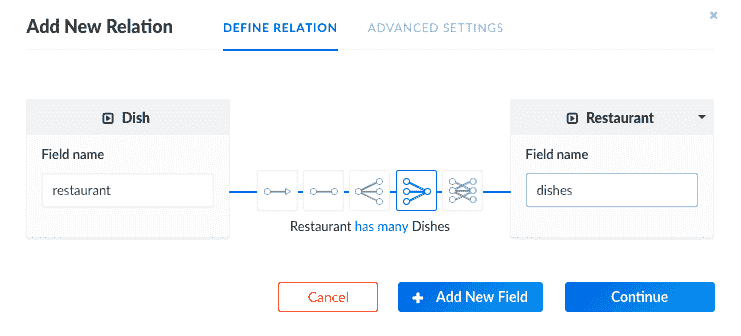 Add New Relation DEFINE RELATION ADVANCED SETTINGS
Dish
Restaurant
Field name
Field name
restaurant
dishes
Restaurant has many Dishes
Cancel
Add New Field
Continue